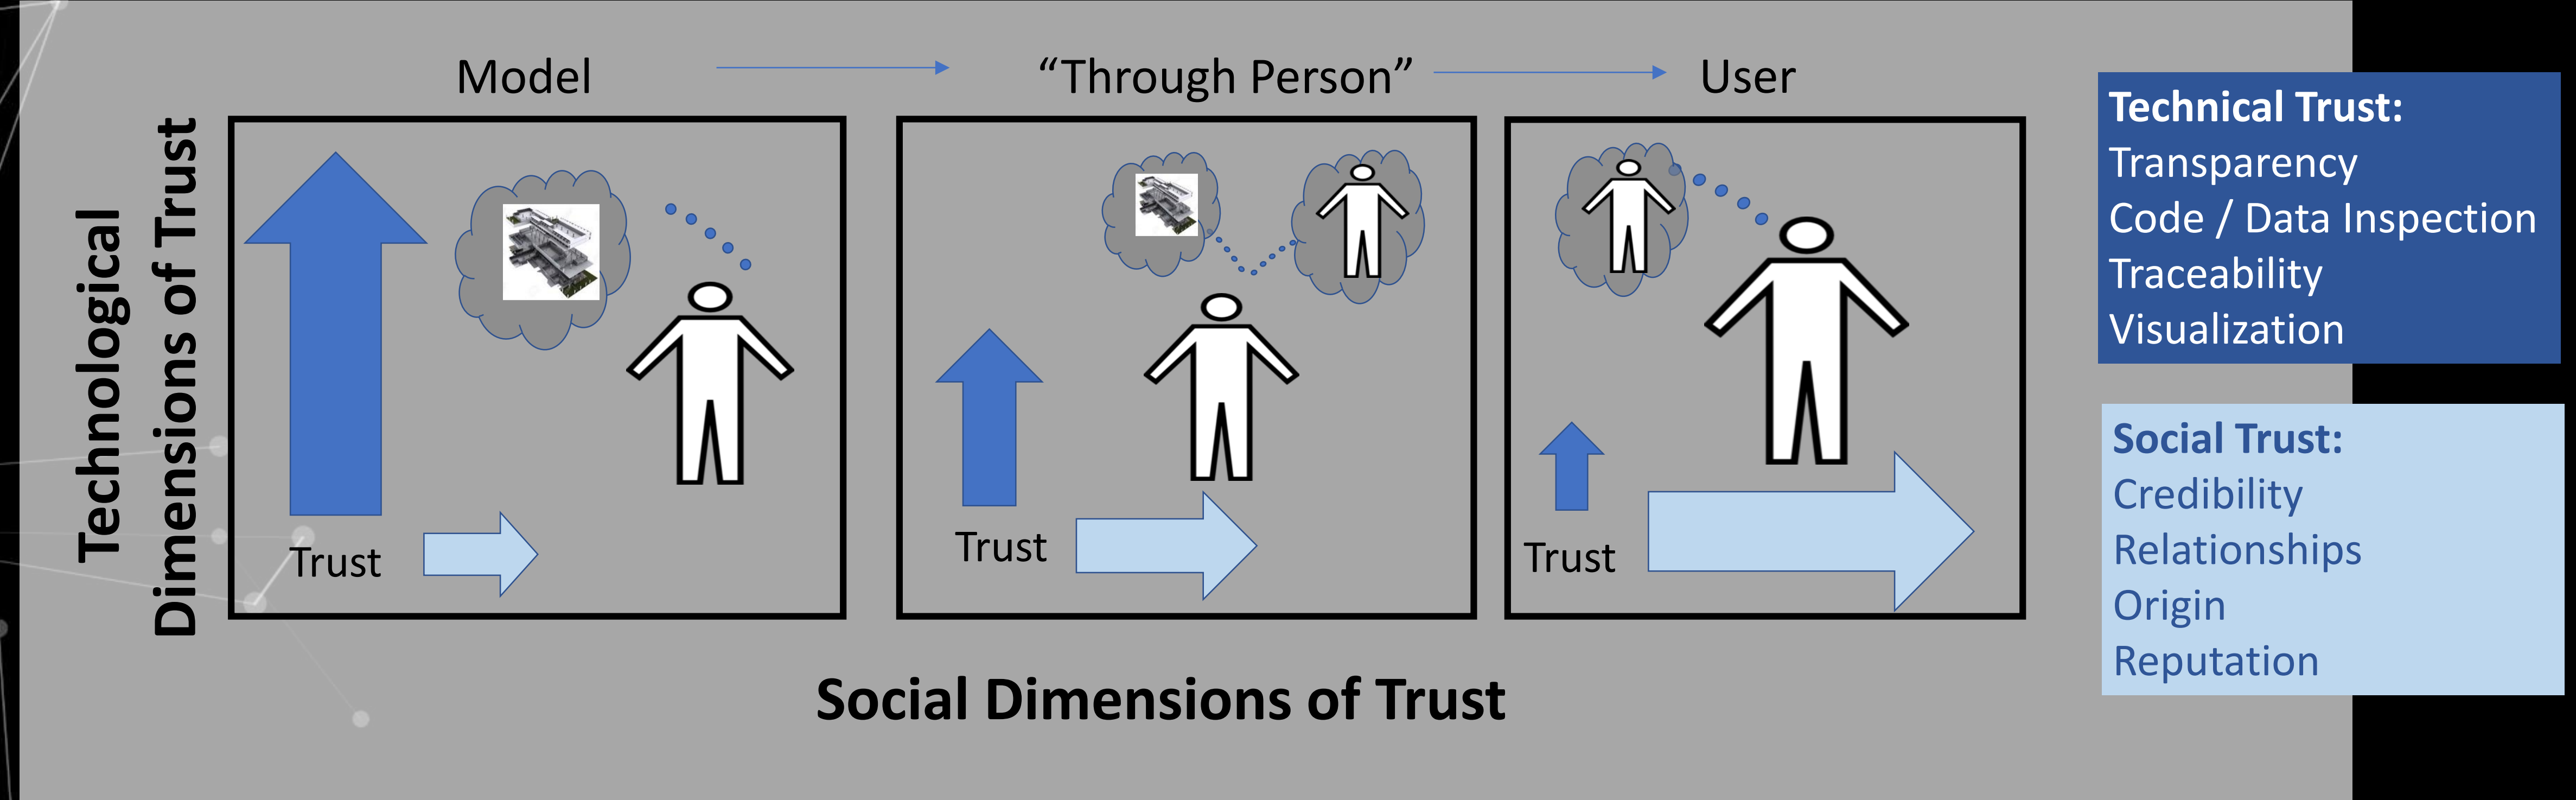 Model
“Through Person”
User
Technological
Dimensions of Trust
Trust
Trust
Trust
Social Dimensions of Trust
Technical Trust:
Transparency
Code / Data Inspection
Traceability
Visualization
Social Trust:
Credibility
Relationships
Origin
Reputation